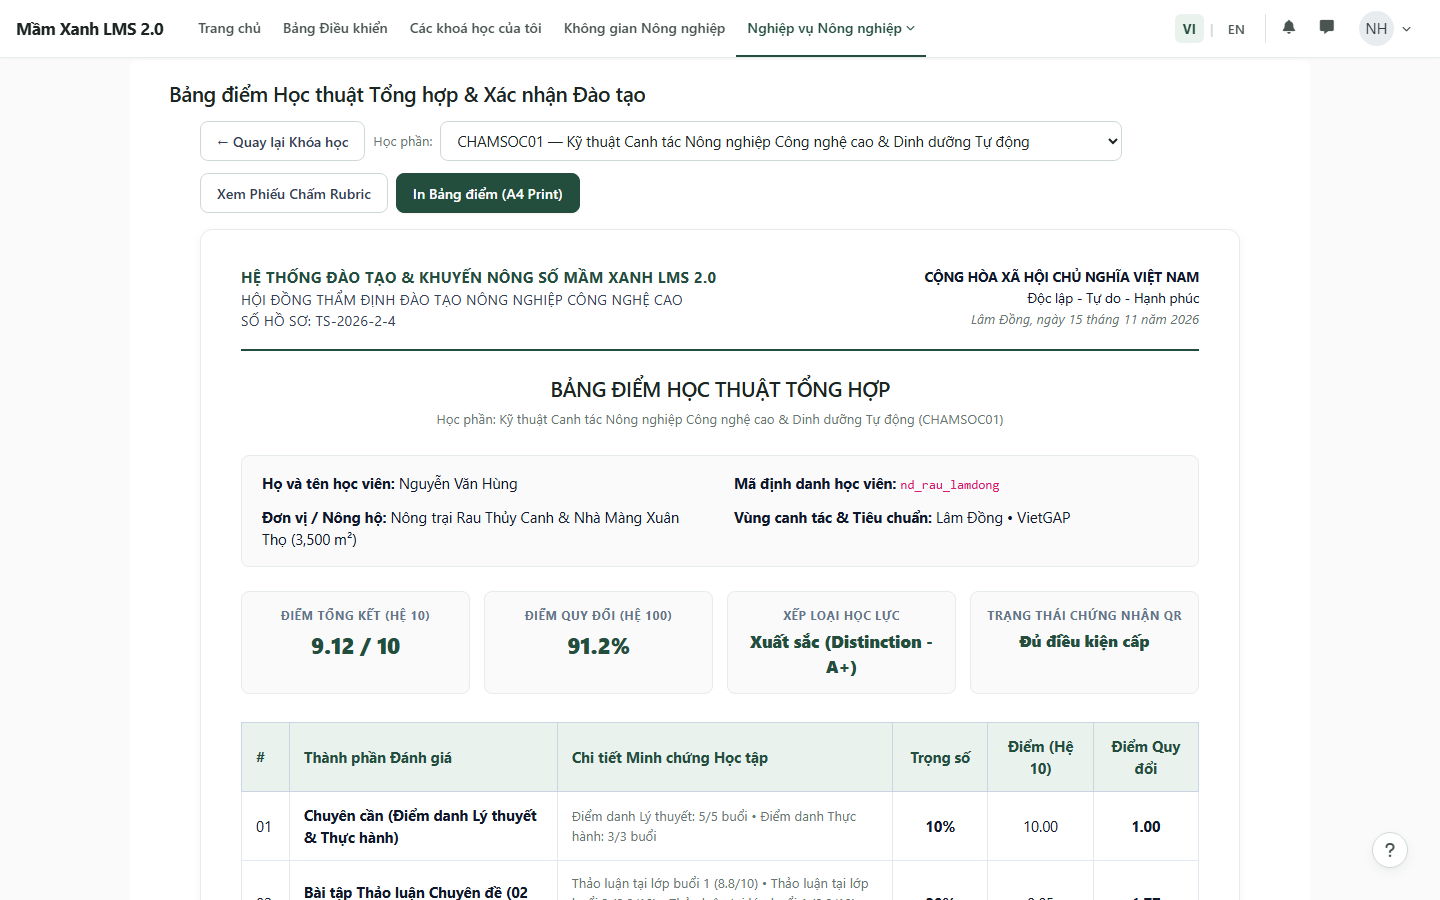 Mầm Xanh LMS 2.0
Trang chủ
Bảng Điều khiển
Các khoá học của tôi
Không gian Nông nghiệp
Nghiệp vụ Nông nghiệp
VI | EN
NH
Bảng điểm Học thuật Tổng hợp & Xác nhận Đào tạo
← Quay lại Khóa học
Học phần:
CHAMSOC01 — Kỹ thuật Canh tác Nông nghiệp Công nghệ cao & Dinh dưỡng Tự động
Xem Phiếu Chấm Rubric
In Bảng điểm (A4 Print)
HỆ THỐNG ĐÀO TẠO & KHUYẾN NÔNG SỐ MẦM XANH LMS 2.0
HỘI ĐỒNG THẨM ĐỊNH ĐÀO TẠO NÔNG NGHIỆP CÔNG NGHỆ CAO
SỐ HỒ SƠ: TS-2026-2-4
CỘNG HÒA XÃ HỘI CHỦ NGHĨA VIỆT NAM
Độc lập - Tự do - Hạnh phúc
Lâm Đồng, ngày 15 tháng 11 năm 2026
BẢNG ĐIỂM HỌC THUẬT TỔNG HỢP
Học phần: Kỹ thuật Canh tác Nông nghiệp Công nghệ cao & Dinh dưỡng Tự động (CHAMSOC01)
Họ và tên học viên: Nguyễn Văn Hùng
Mã định danh học viên: nd_rau_lamdong
Đơn vị / Nông hộ: Nông trại Rau Thủy Canh & Nhà Màng Xuân
Thọ (3,500 m²)
Vùng canh tác & Tiêu chuẩn: Lâm Đồng • VietGAP
ĐIỂM TỔNG KẾT (HỆ 10)
9.12 / 10
ĐIỂM QUY ĐỔI (HỆ 100)
91.2%
XẾP LOẠI HỌC LỰC
Xuất sắc (Distinction -
A+)
TRẠNG THÁI CHỨNG NHẬN QR
Đủ điều kiện cấp
#
Thành phần Đánh giá
Chi tiết Minh chứng Học tập
Trọng số
Điểm (Hệ
10)
Điểm Quy
đổi
01
Chuyên cần (Điểm danh Lý thuyết
& Thực hành)
Điểm danh Lý thuyết: 5/5 buổi • Điểm danh Thực
hành: 3/3 buổi
10%
10.00
1.00
Bài tập Thảo luận Chuyên đề (02
Thảo luận tại lớp buổi 1 (8.8/10) • Thảo luận tại lớp
?